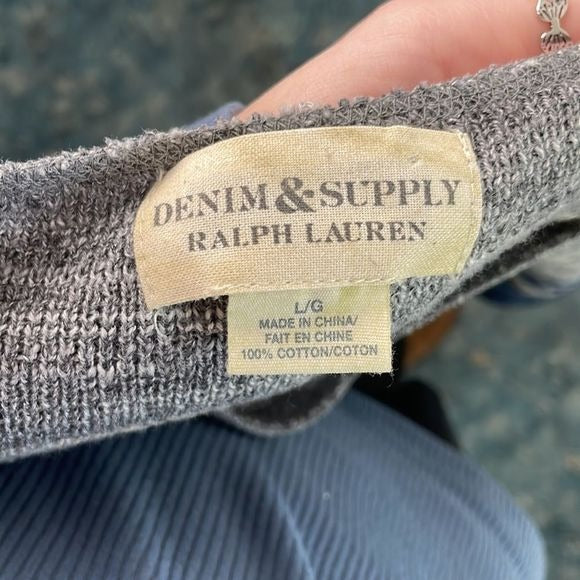 DENIM & SUPPLY
RALPH LAUREN
L/G
MADE IN CHINA/
FAIT EN CHINE
100% COTTON/COTON